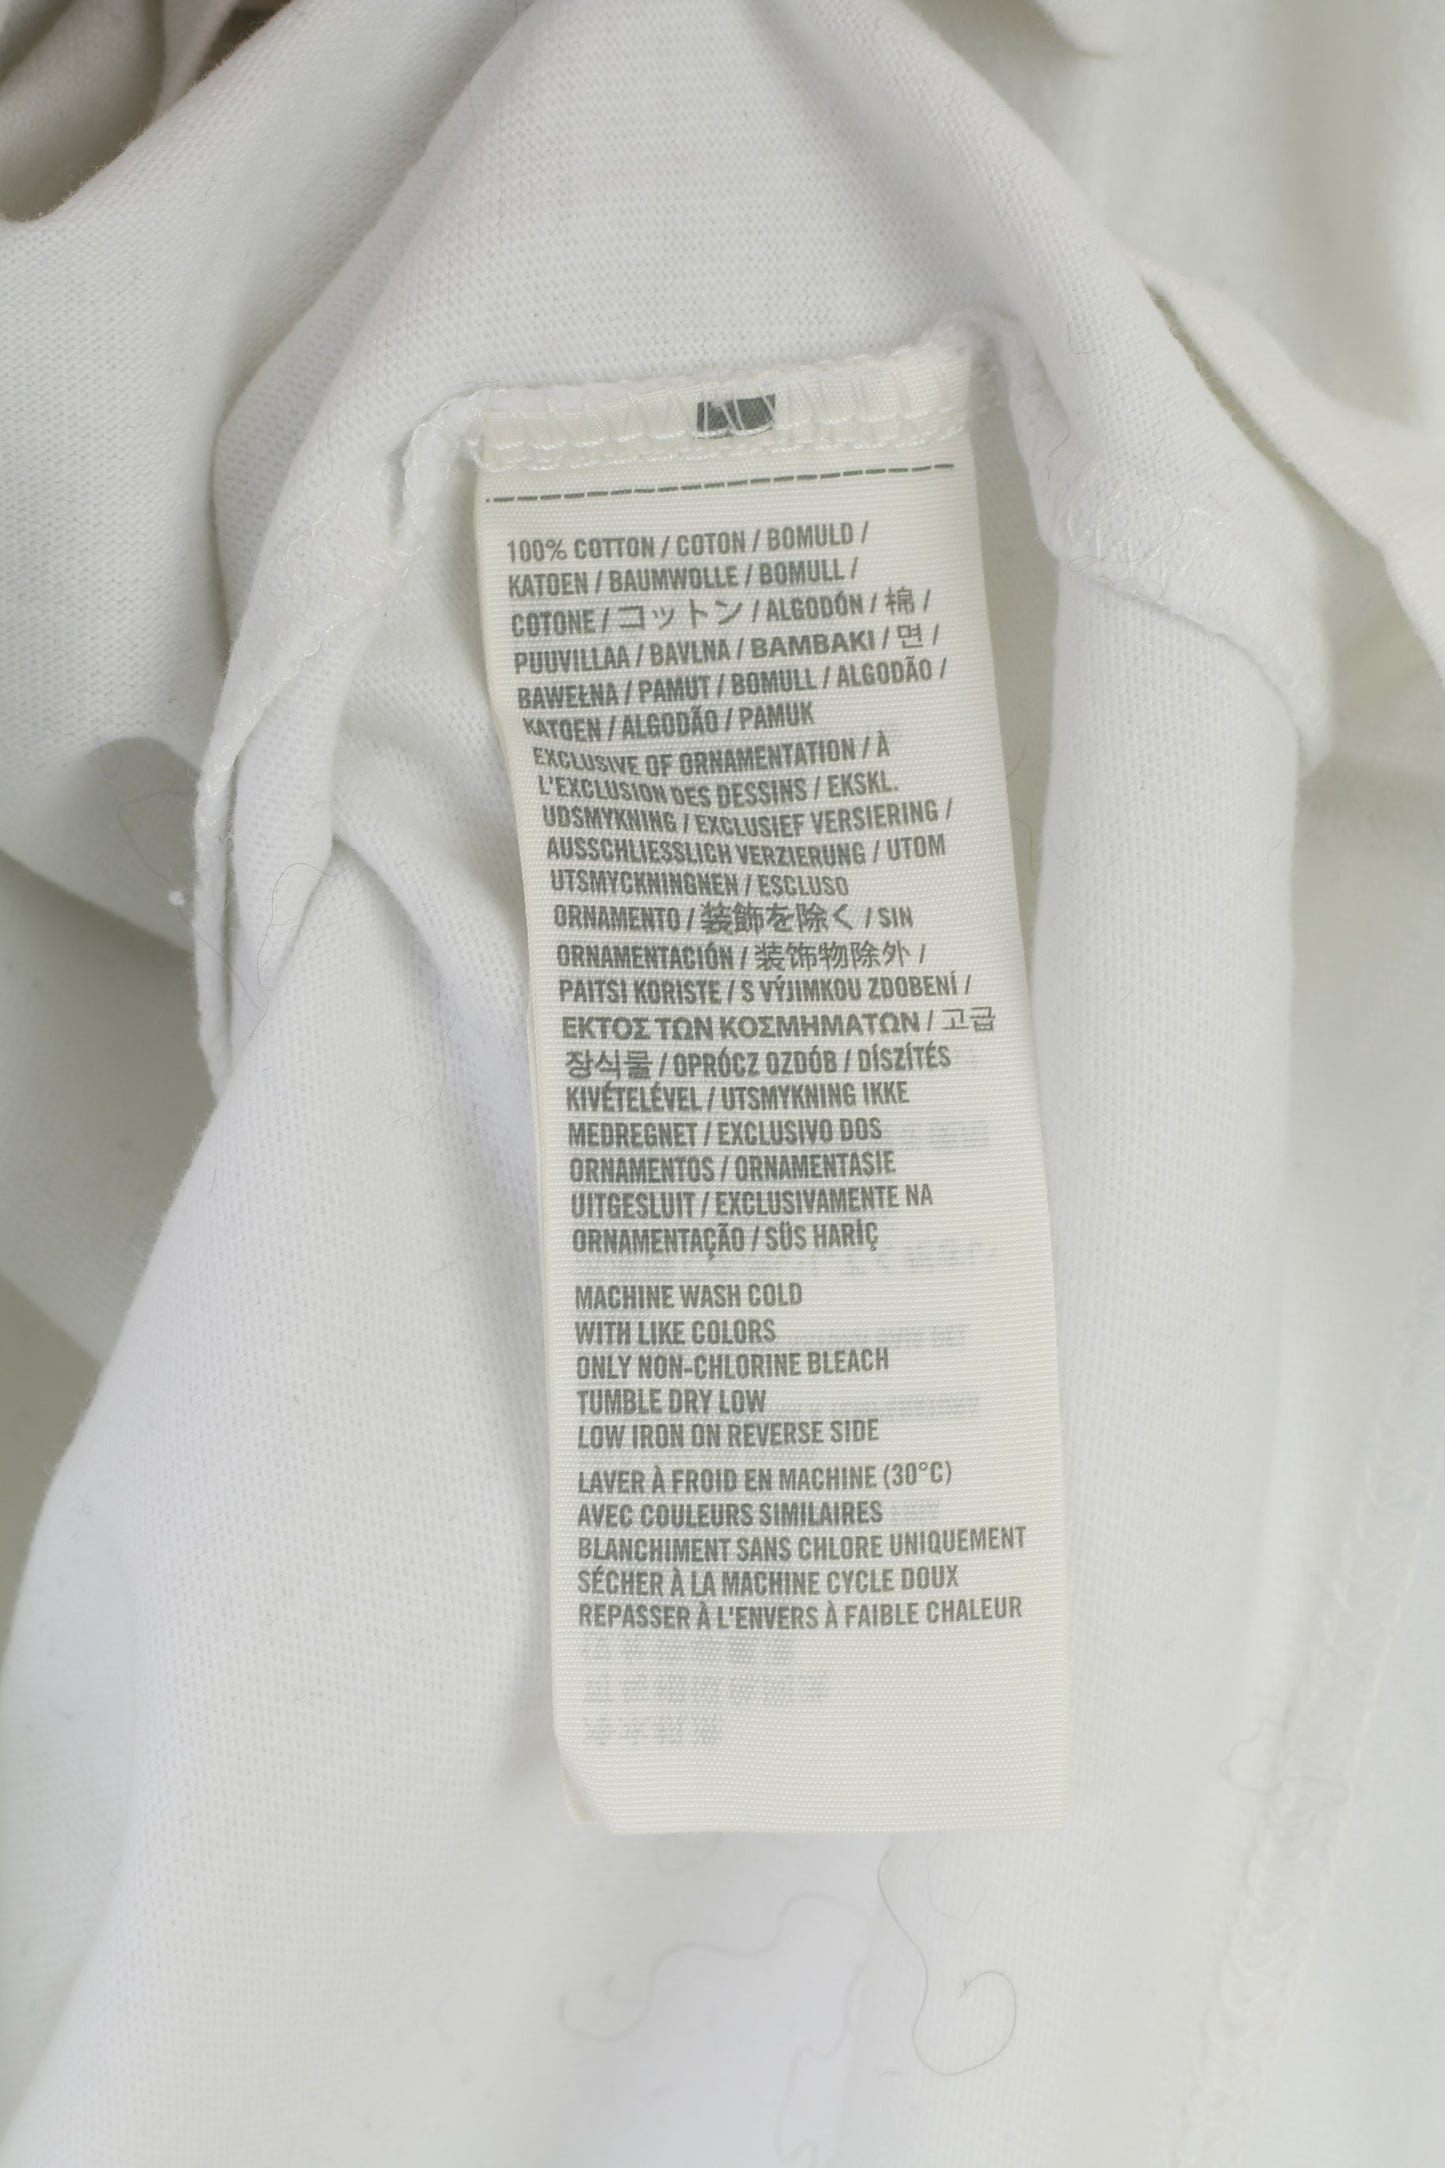 100% COTTON / COTON / BOMULD /
KATOEN / BAUMWOLLE / BOMULL /
COTONE / コットン / ALGODÓN / 棉 /
PUUVILLAA / BAVLNA / BAMBAKI / 면 /
BAWEŁNA / PAMUT / BOMULL / ALGODÃO /
KATOEN / ALGODÃO / PAMUK
EXCLUSIVE OF ORNAMENTATION / À
L'EXCLUSION DES DESSINS / EKSKL.
UDSMYKNING / EXCLUSIEF VERSIERING /
AUSSCHLIESSLICH VERZIERUNG / UTOM
UTSMYCKNINGNEN / ESCLUSO
ORNAMENTO / 装飾を除く / SIN
ORNAMENTACIÓN / 装饰物除外 /
PAITSI KORISTE / S VÝJIMKOU ZDOBENÍ /
ΕΚΤΟΣ ΤΩΝ ΚΟΣΜΗΜΑΤΩΝ / 고급
장식물 / OPRÓCZ OZDÓB / DÍSZÍTÉS
KIVÉTELÉVEL / UTSMYKNING IKKE
MEDREGNET / EXCLUSIVO DOS
ORNAMENTOS / ORNAMENTASIE
UITGESLUIT / EXCLUSIVAMENTE NA
ORNAMENTAÇÃO / SÜS HARİÇ
MACHINE WASH COLD
WITH LIKE COLORS
ONLY NON-CHLORINE BLEACH
TUMBLE DRY LOW
LOW IRON ON REVERSE SIDE
LAVER À FROID EN MACHINE (30°C)
AVEC COULEURS SIMILAIRES
BLANCHIMENT SANS CHLORE UNIQUEMENT
SÉCHER À LA MACHINE CYCLE DOUX
REPASSER À L'ENVERS À FAIBLE CHALEUR